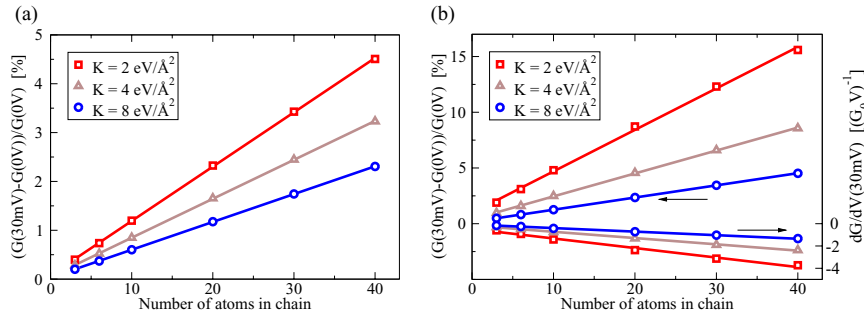 (a)
(G(30mV)-G(0V))/G(0V) [%]
5
4
3
2
1
0
K = 2 eV/Å²
K = 4 eV/Å²
K = 8 eV/Å²
0 10 20 30 40
Number of atoms in chain
(b)
(G(30mV)-G(0V))/G(0V) [%]
15
10
5
0
K = 2 eV/Å²
K = 4 eV/Å²
K = 8 eV/Å²
0
-2
-4
dG/dV(30mV) [(G₀V)⁻¹]
0 10 20 30 40
Number of atoms in chain